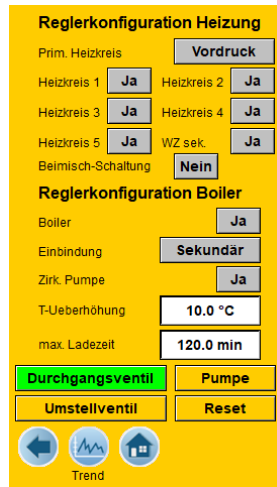 Reglerkonfiguration Heizung
Prim. Heizkreis Vordruck
Heizkreis 1 Ja Heizkreis 2 Ja
Heizkreis 3 Ja Heizkreis 4 Ja
Heizkreis 5 Ja WZ sek. Ja
Beimisch-Schaltung Nein
Reglerkonfiguration Boiler
Boiler Ja
Einbindung Sekundär
Zirk. Pumpe Ja
T-Ueberhöhung 10.0 °C
max. Ladezeit 120.0 min
Durchgangsventil Pumpe
Umstellventil Reset
Trend